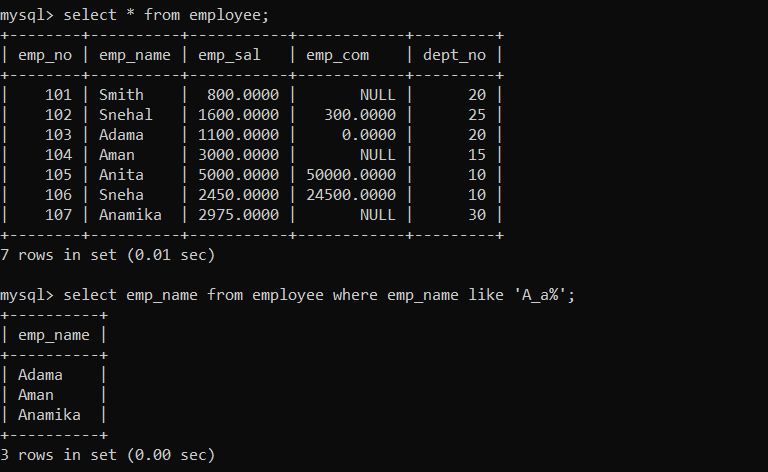 mysql> select * from employee;
+--------+----------+-----------+------------+---------+
| emp_no | emp_name | emp_sal   | emp_com    | dept_no |
+--------+----------+-----------+------------+---------+
|    101 | Smith    |  800.0000 |       NULL |      20 |
|    102 | Snehal   | 1600.0000 |   300.0000 |      25 |
|    103 | Adama    | 1100.0000 |     0.0000 |      20 |
|    104 | Aman     | 3000.0000 |       NULL |      15 |
|    105 | Anita    | 5000.0000 | 50000.0000 |      10 |
|    106 | Sneha    | 2450.0000 | 24500.0000 |      10 |
|    107 | Anamika  | 2975.0000 |       NULL |      30 |
+--------+----------+-----------+------------+---------+
7 rows in set (0.01 sec)

mysql> select emp_name from employee where emp_name like 'A_a%';
+----------+
| emp_name |
+----------+
| Adama    |
| Aman     |
| Anamika  |
+----------+
3 rows in set (0.00 sec)